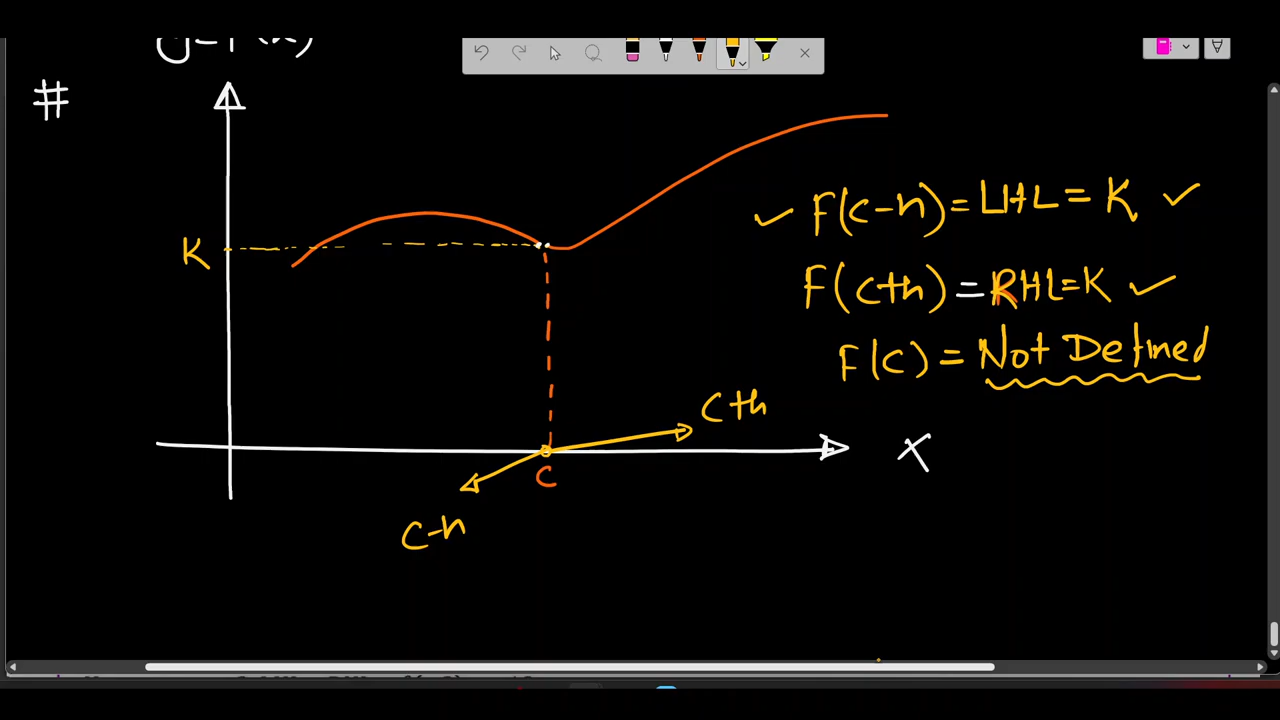 y=F(x)
#
K
F(c-h)=LHL=K
F(c+h)=RHL=K
F(c)=Not Defined
c+h
X
C
c-h